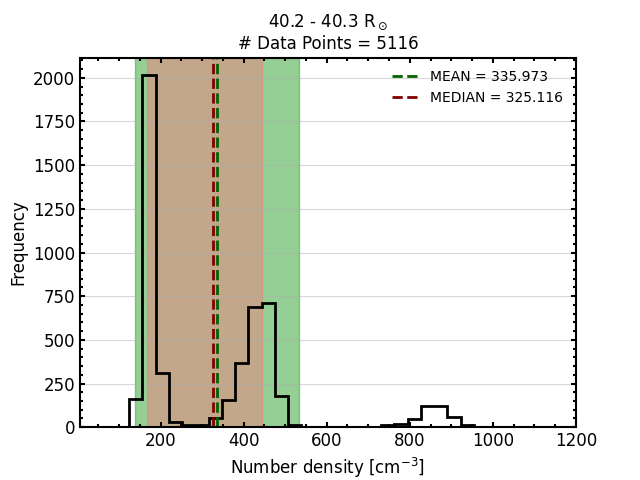 40.2 - 40.3 R⊙
# Data Points = 5116
MEAN = 335.973
MEDIAN = 325.116
Frequency
2000
1750
1500
1250
1000
750
500
250
0
200 400 600 800 1000 1200
Number density [cm⁻³]